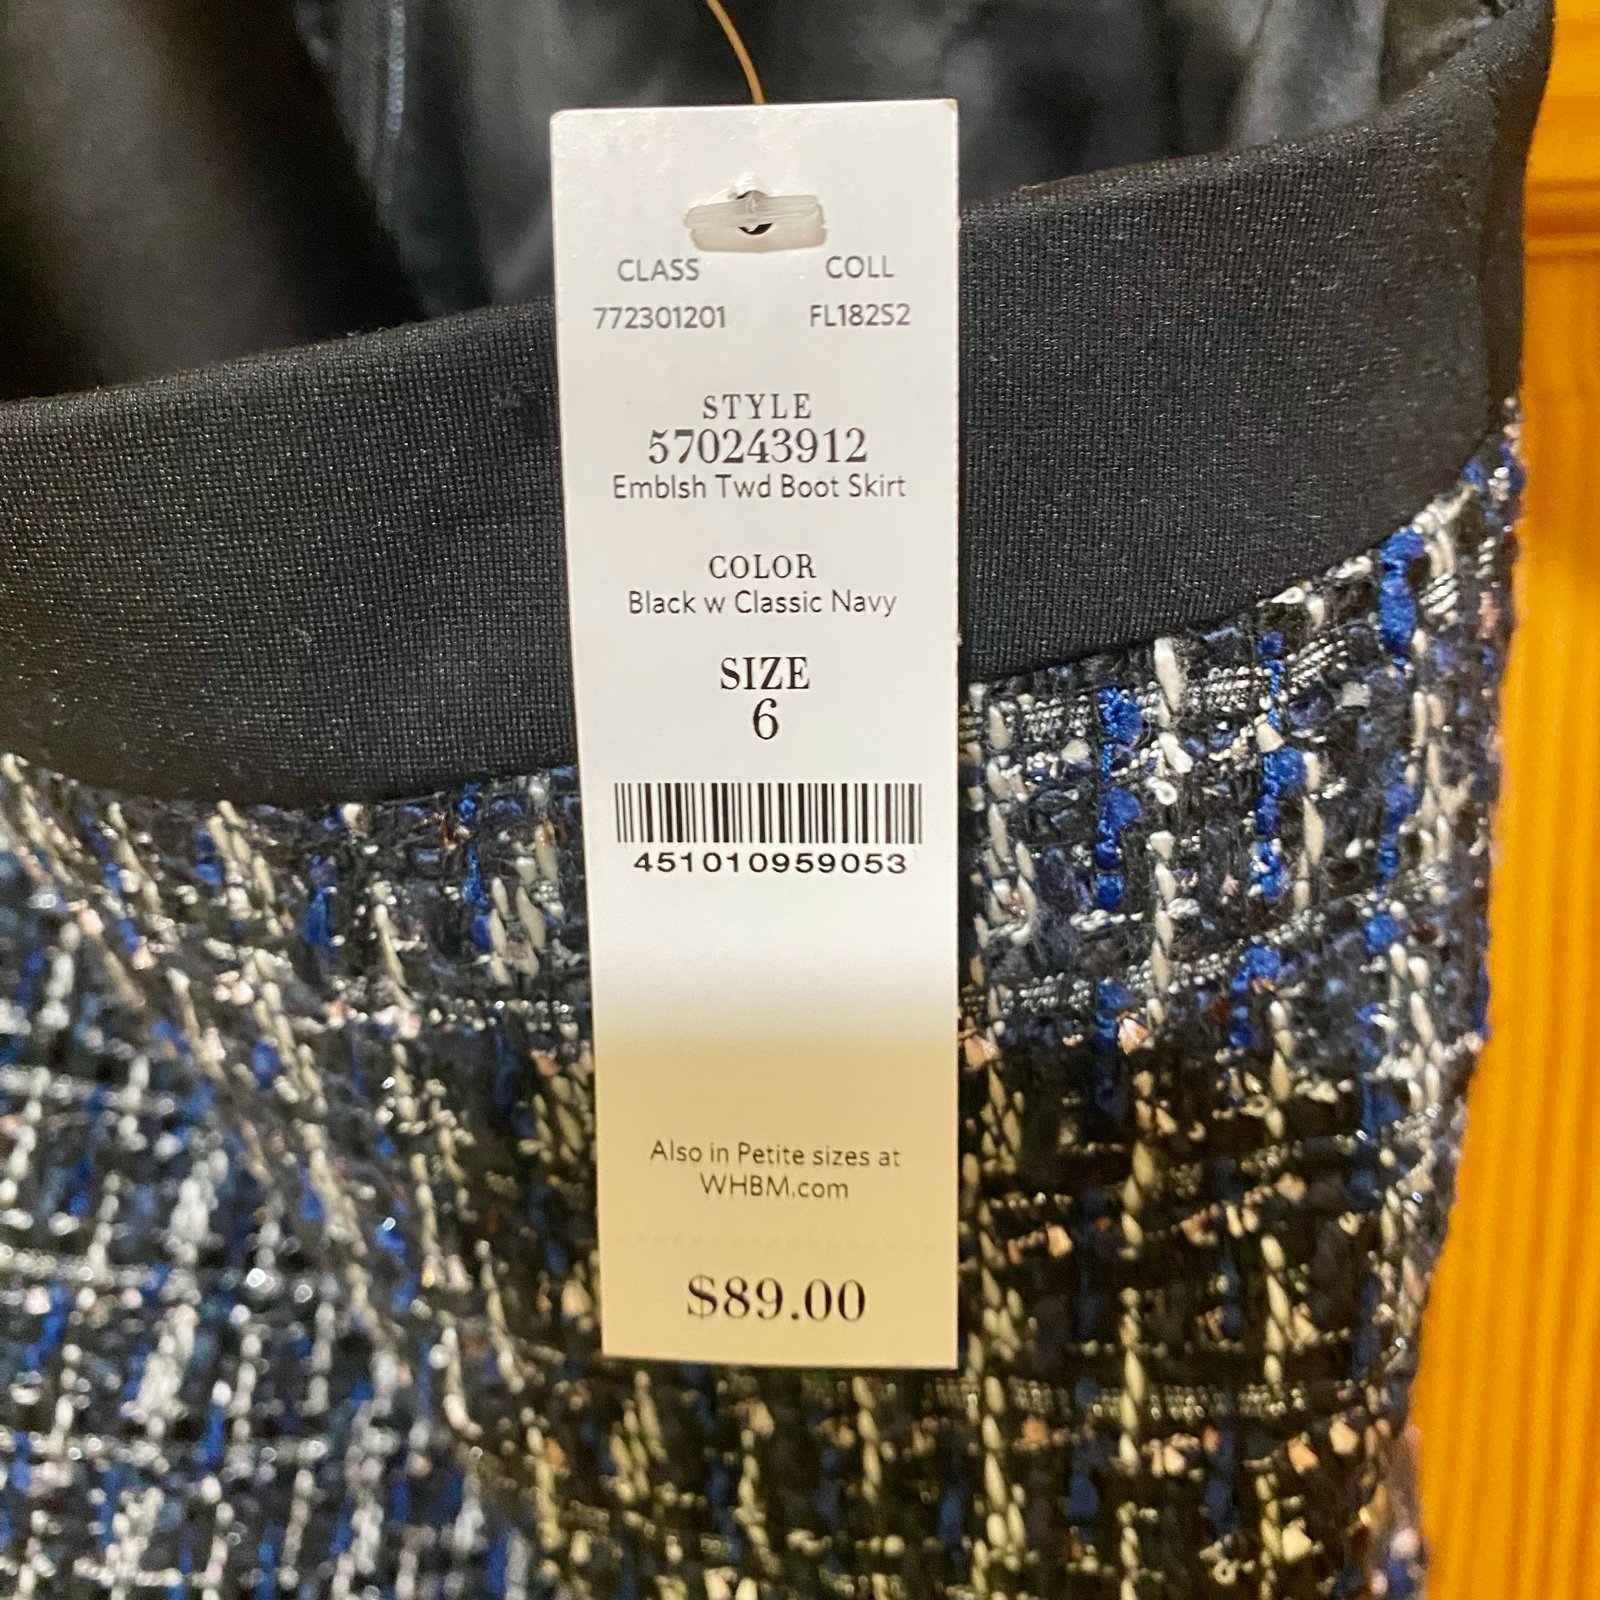 CLASS COLL
772301201 FL182S2
STYLE
570243912
Emblsh Twd Boot Skirt
COLOR
Black w Classic Navy
SIZE
6
451010959053
Also in Petite sizes at
WHBM.com
$89.00